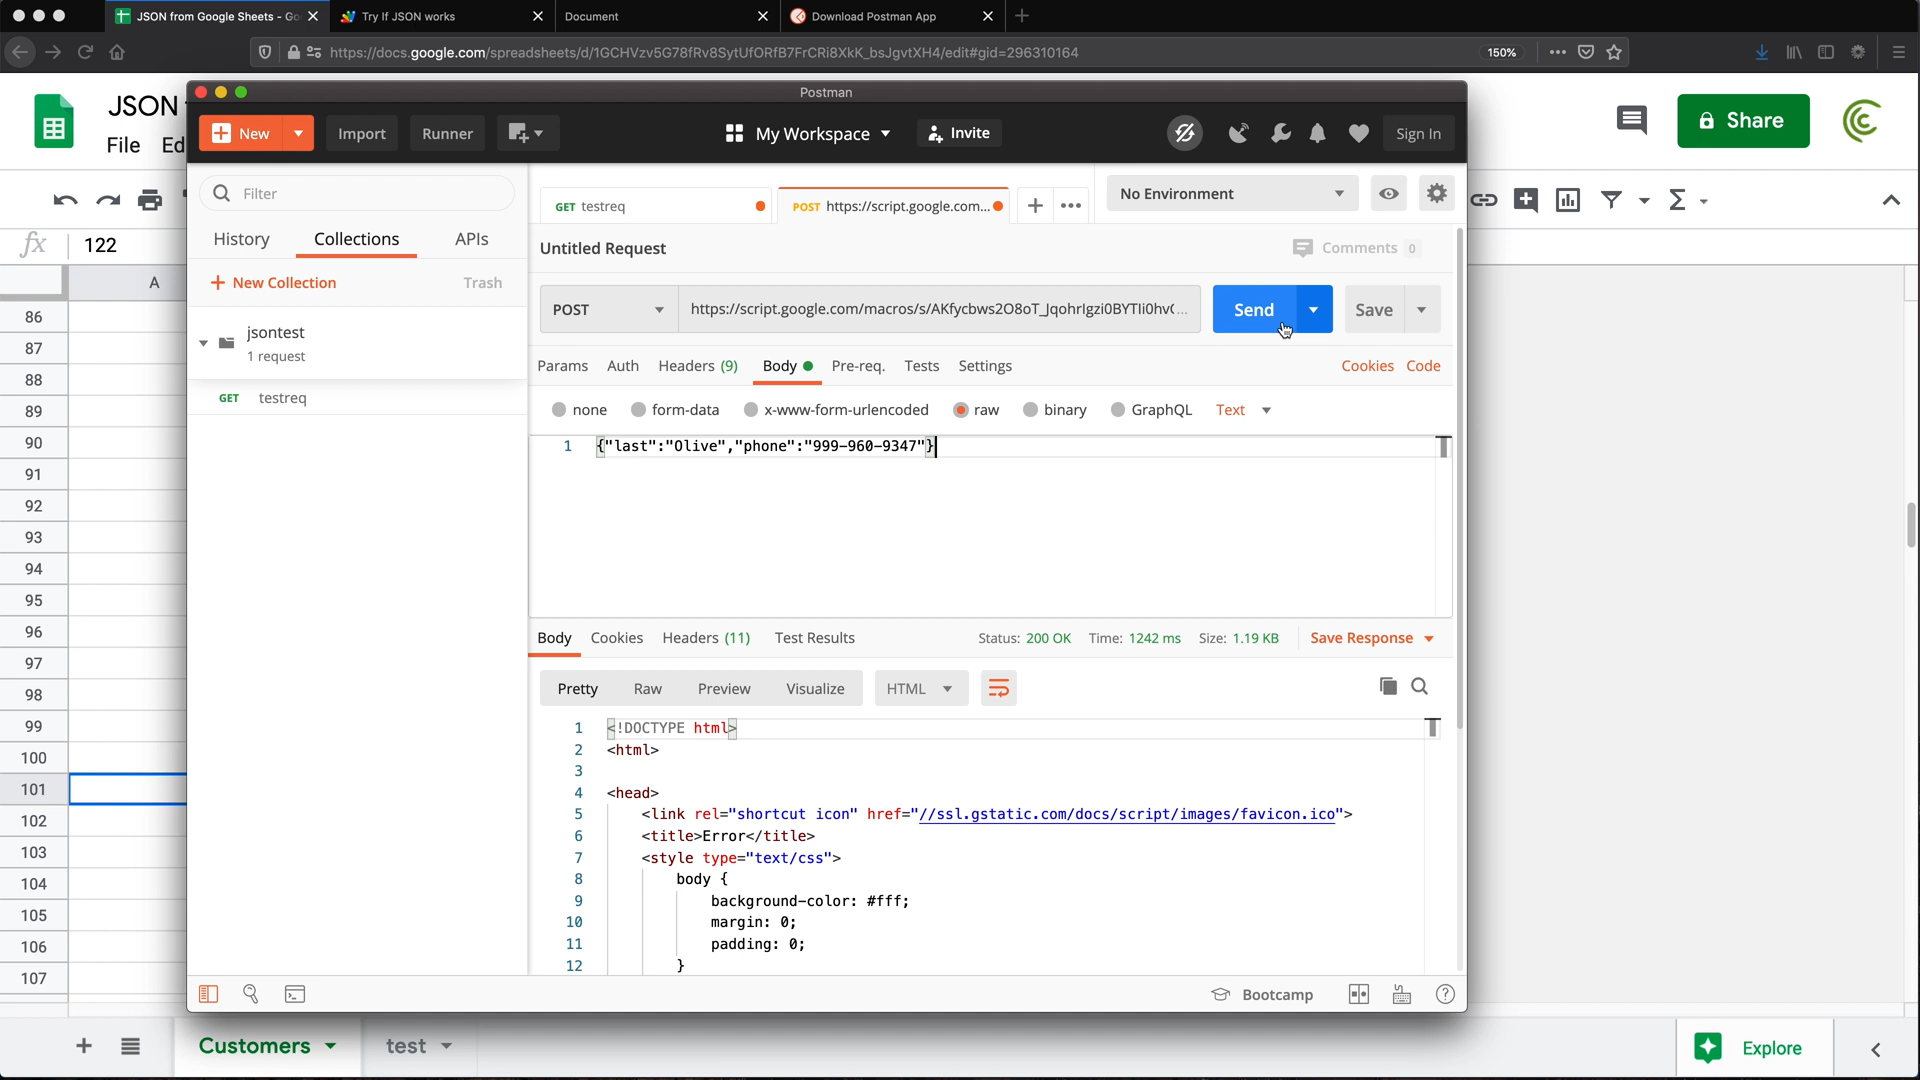 JSON from Google Sheets - Go
Try If JSON works
Document
Download Postman App
https://docs.google.com/spreadsheets/d/1GCHVzv5G78fRv8SytUfORfB7FrCRi8XkK_bsJgvtXH4/edit#gid=296310164
150%
Postman
JSON
File Ed
Share
New
Import
Runner
My Workspace
Invite
Sign In
fx 122
A
86
87
88
89
90
91
92
93
94
95
96
97
98
99
100
101
102
103
104
105
106
107
Filter
History Collections APIs
+ New Collection
Trash
jsontest
1 request
GET testreq
GET testreq
POST https://script.google.com...
No Environment
Untitled Request
Comments 0
POST
https://script.google.com/macros/s/AKfycbws2O8oT_JqohrIgzi0BYTIi0hv(...
Send
Save
Params Auth Headers (9) Body Pre-req. Tests Settings
Cookies Code
none form-data x-www-form-urlencoded raw binary GraphQL Text
1 {"last":"Olive","phone":"999-960-9347"}
Body Cookies Headers (11) Test Results
Status: 200 OK Time: 1242 ms Size: 1.19 KB
Save Response
Pretty Raw Preview Visualize HTML
1 <!DOCTYPE html>
2 <html>
3
4 <head>
5 <link rel="shortcut icon" href="//ssl.gstatic.com/docs/script/images/favicon.ico">
6 <title>Error</title>
7 <style type="text/css">
8 body {
9 background-color: #fff;
10 margin: 0;
11 padding: 0;
12 }
Bootcamp
Customers
test
Explore